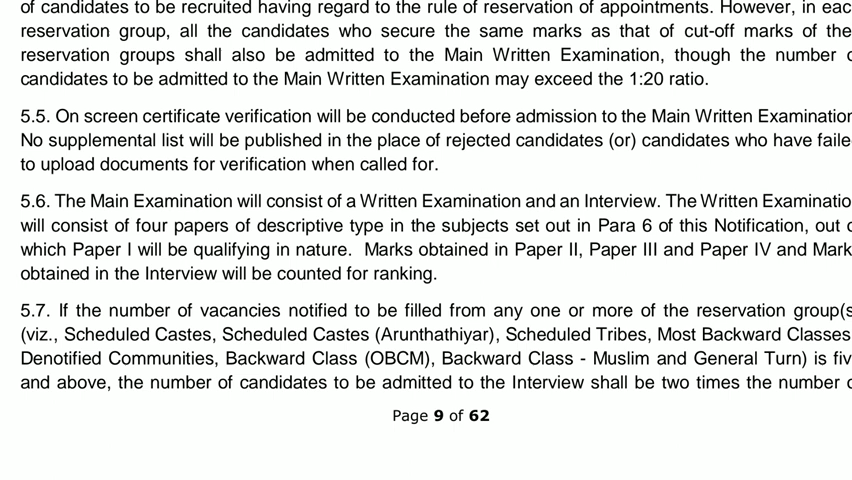 of candidates to be recruited having regard to the rule of reservation of appointments. However, in eac
reservation group, all the candidates who secure the same marks as that of cut-off marks of the
reservation groups shall also be admitted to the Main Written Examination, though the number
candidates to be admitted to the Main Written Examination may exceed the 1:20 ratio.
5.5. On screen certificate verification will be conducted before admission to the Main Written Examination
No supplemental list will be published in the place of rejected candidates (or) candidates who have faile
to upload documents for verification when called for.
5.6. The Main Examination will consist of a Written Examination and an Interview. The Written Examinatio
will consist of four papers of descriptive type in the subjects set out in Para 6 of this Notification, out
which Paper I will be qualifying in nature. Marks obtained in Paper II, Paper III and Paper IV and Mark
obtained in the Interview will be counted for ranking.
5.7. If the number of vacancies notified to be filled from any one or more of the reservation group(s
(viz., Scheduled Castes, Scheduled Castes (Arunthathiyar), Scheduled Tribes, Most Backward Classes
Denotified Communities, Backward Class (OBCM), Backward Class - Muslim and General Turn) is fiv
and above, the number of candidates to be admitted to the Interview shall be two times the number
Page 9 of 62